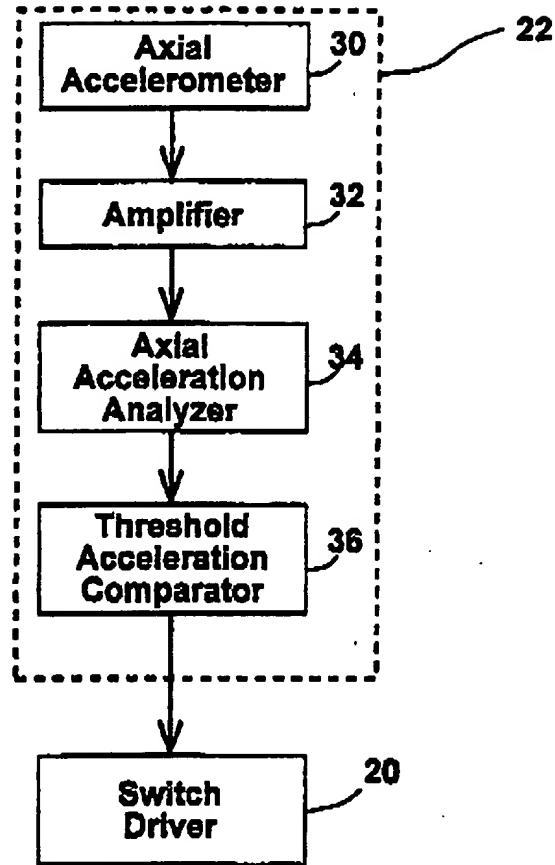 22
Axial
Accelerometer
30
Amplifier
32
Axial
Acceleration
Analyzer
34
Threshold
Acceleration
Comparator
36
Switch
Driver
20